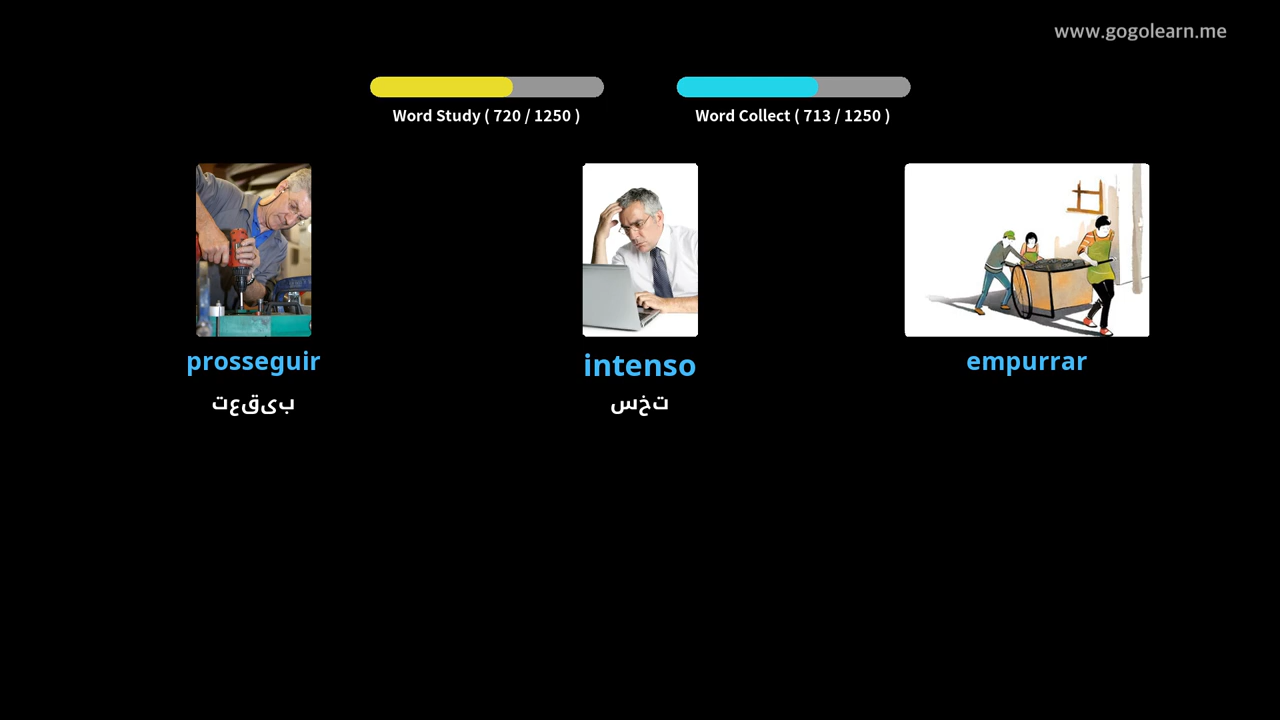 www.gogolearn.me
Word Study ( 720 / 1250 )
Word Collect ( 713 / 1250 )
prosseguir
intenso
empurrar
تعقیب
سخت